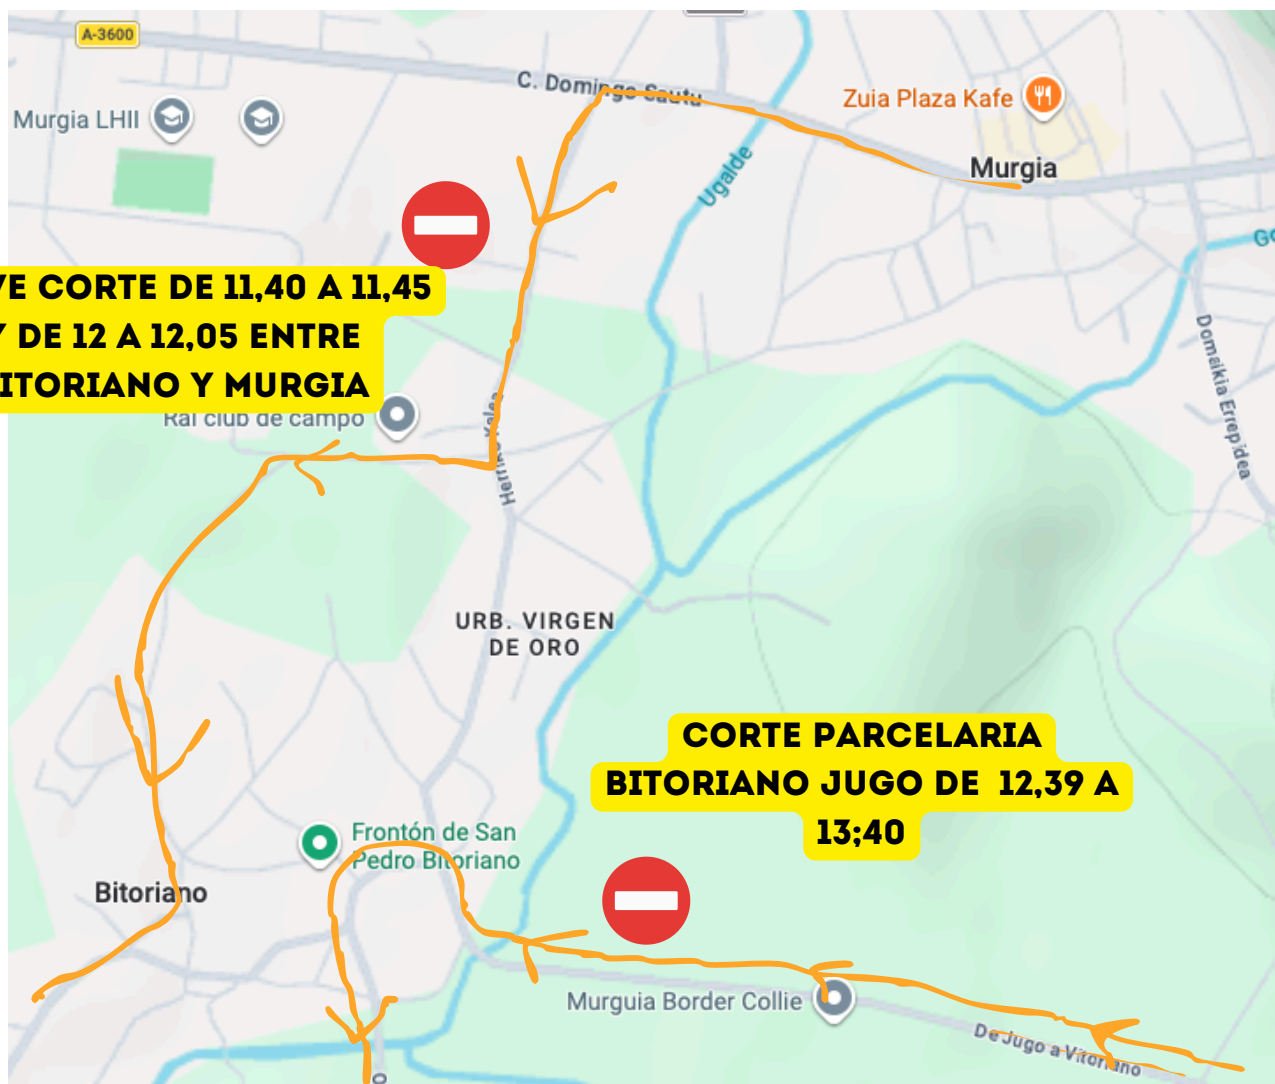 A-3600
C. Domingo Sautu
Murgia LHII
Zuia Plaza Kafe
Murgia
Ugalde
CORTE DE 11,40 A 11,45
Y DE 12 A 12,05 ENTRE
ITORIANO Y MURGIA
Ral club de campo
Herriko Kalea
Domaikia Errepidea
URB. VIRGEN
DE ORO
CORTE PARCELARIA
BITORIANO JUGO DE 12,39 A
13;40
Frontón de San
Pedro Bitoriano
Bitoriano
Murguia Border Collie
De Jugo a Vitoriano